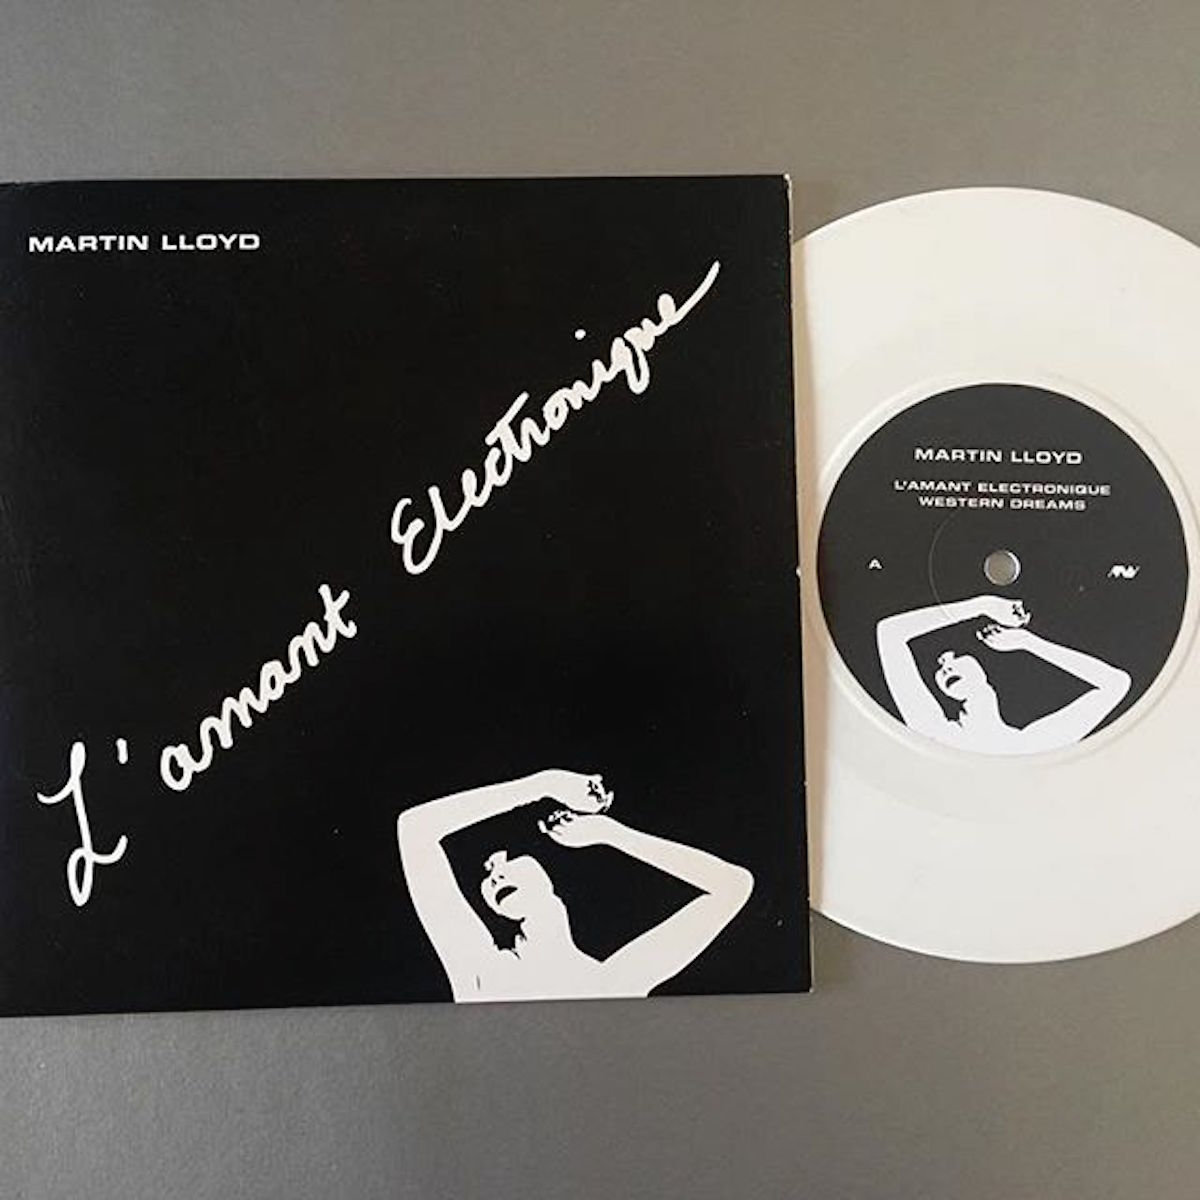 MARTIN LLOYD
L'amant Electronique
MARTIN LLOYD
L'AMANT ELECTRONIQUE
WESTERN DREAMS
A